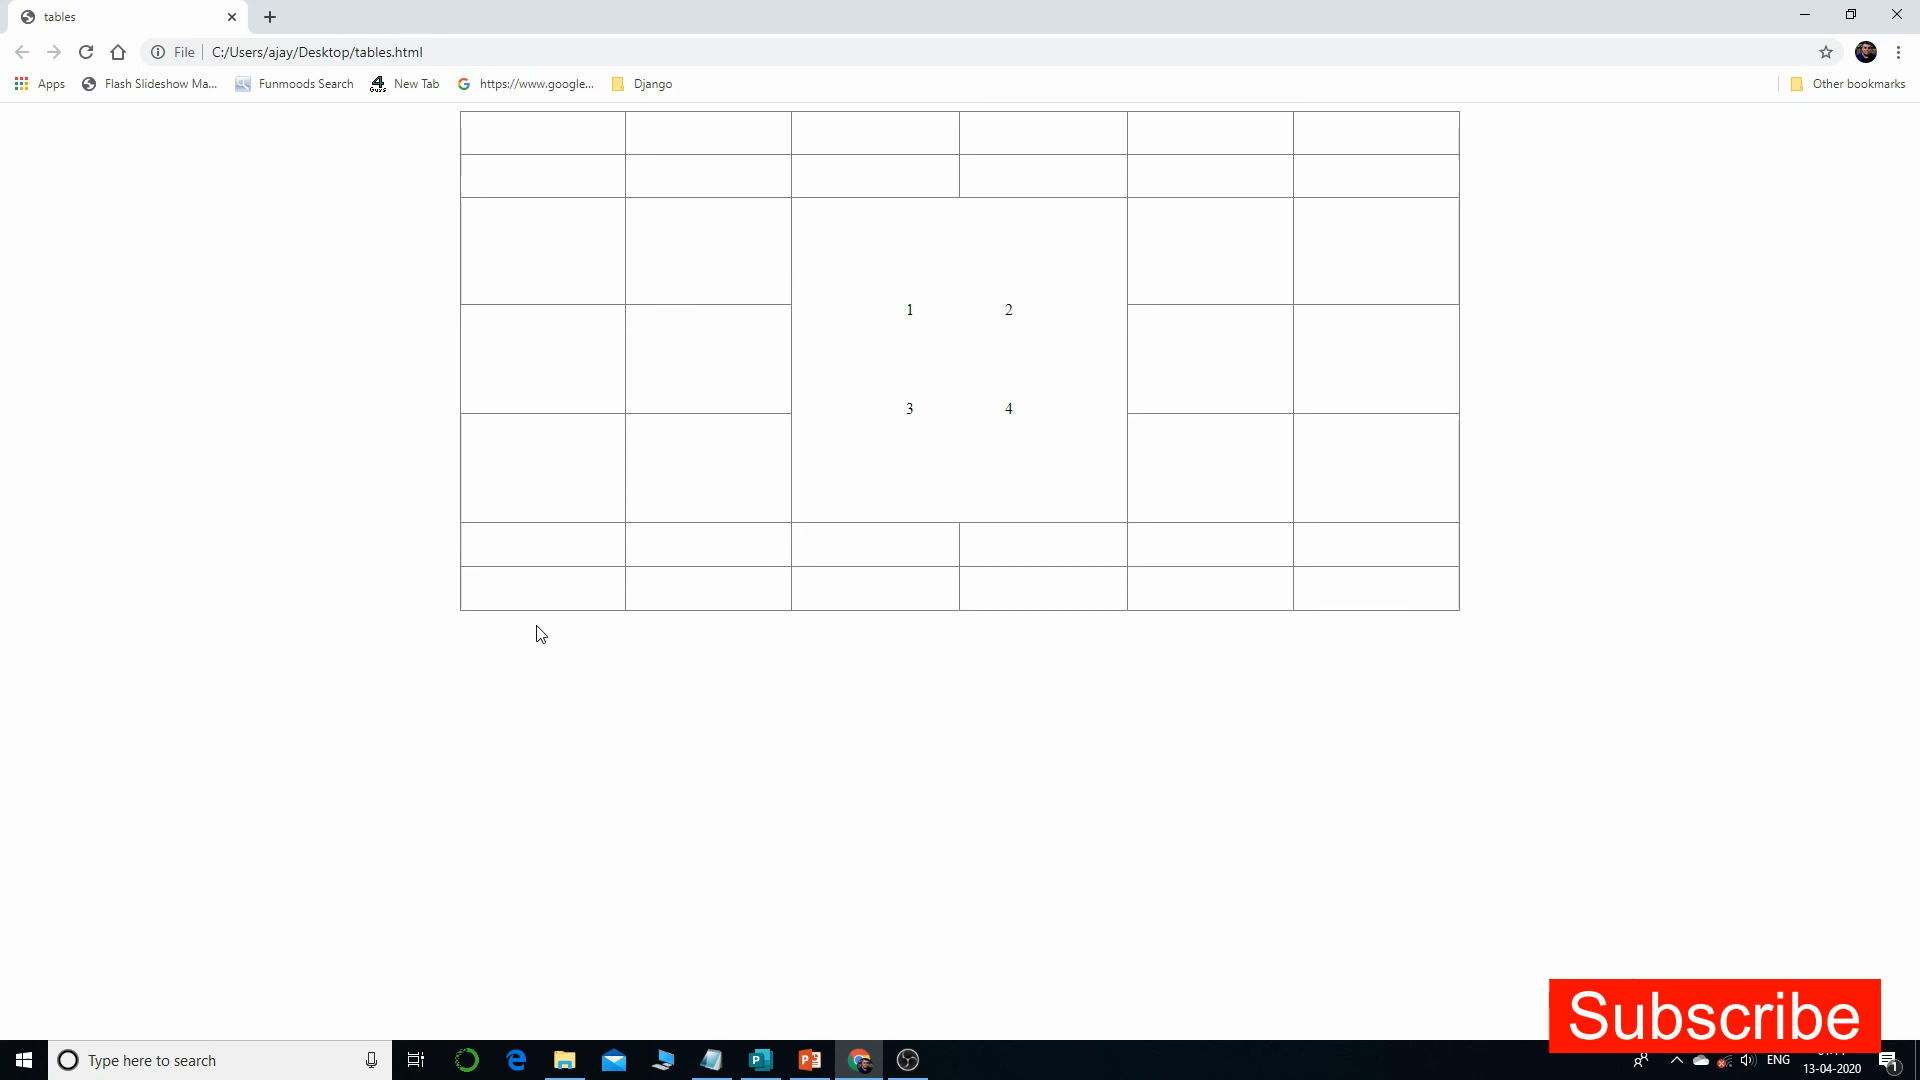 tables
File C:/Users/ajay/Desktop/tables.html
Apps Flash Slideshow Ma... Funmoods Search New Tab https://www.google... Django Other bookmarks
1 2
3 4
Subscribe
Type here to search
ENG
13-04-2020
1